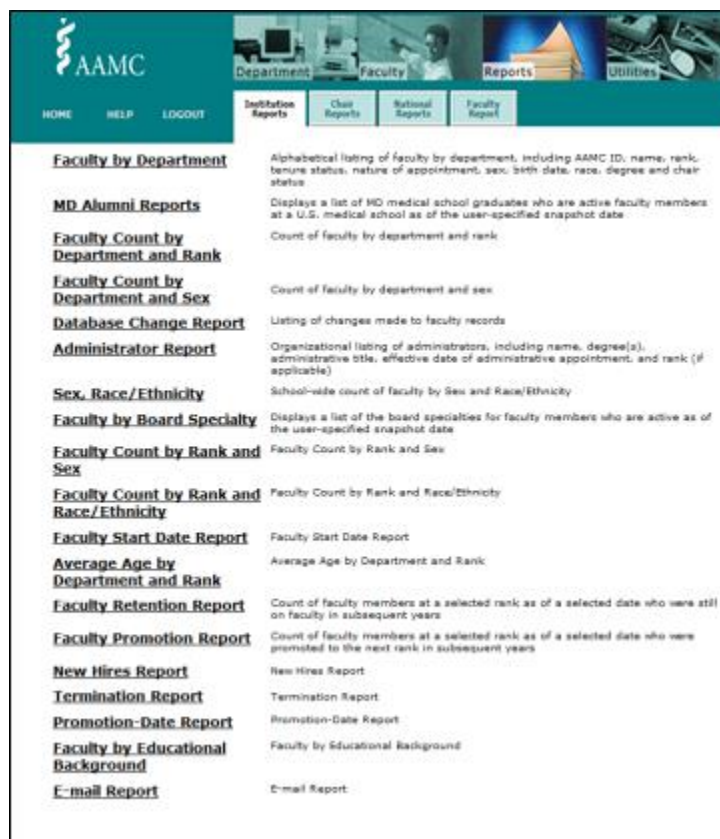 AAMC
Department
Faculty
Reports
Utilities
HOME HELP LOGOUT
Institution Reports
Chair Reports
National Reports
Faculty Report
Faculty by Department
Alphabetical listing of faculty by department, including AAMC ID, name, rank,
tenure status, nature of appointment, sex, birth date, race, degree and chair
status
MD Alumni Reports
Displays a list of MD medical school graduates who are active faculty members
at a U.S. medical school as of the user-specified snapshot date
Faculty Count by
Department and Rank
Count of faculty by department and rank
Faculty Count by
Department and Sex
Count of faculty by department and sex
Database Change Report
Listing of changes made to faculty records
Administrator Report
Organizational listing of administrators, including name, degree(s),
administrative title, effective date of administrative appointment, and rank (if
applicable)
Sex, Race/Ethnicity
School-wide count of faculty by Sex and Race/Ethnicity
Faculty by Board Specialty
Displays a list of the board specialties for faculty members who are active as of
the user-specified snapshot date
Faculty Count by Rank and
Sex
Faculty Count by Rank and Sex
Faculty Count by Rank and
Race/Ethnicity
Faculty Count by Rank and Race/Ethnicity
Faculty Start Date Report
Faculty Start Date Report
Average Age by
Department and Rank
Average Age by Department and Rank
Faculty Retention Report
Count of faculty members at a selected rank as of a selected date who were still
on faculty in subsequent years
Faculty Promotion Report
Count of faculty members at a selected rank as of a selected date who were
promoted to the next rank in subsequent years
New Hires Report
New Hires Report
Termination Report
Termination Report
Promotion-Date Report
Promotion-Date Report
Faculty by Educational
Background
Faculty by Educational Background
E-mail Report
E-mail Report